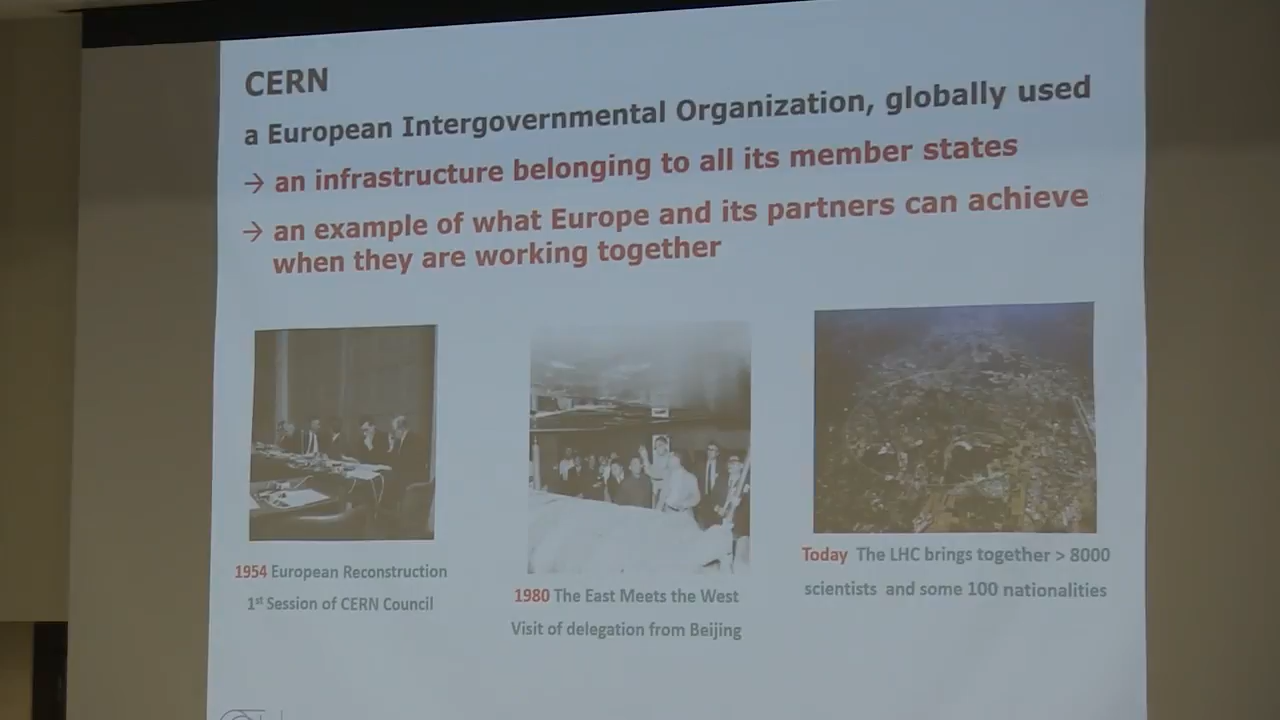 CERN
a European Intergovernmental Organization, globally used
→ an infrastructure belonging to all its member states
→ an example of what Europe and its partners can achieve
when they are working together
1954 European Reconstruction
1st Session of CERN Council
1980 The East Meets the West
Visit of delegation from Beijing
Today The LHC brings together > 8000
scientists and some 100 nationalities